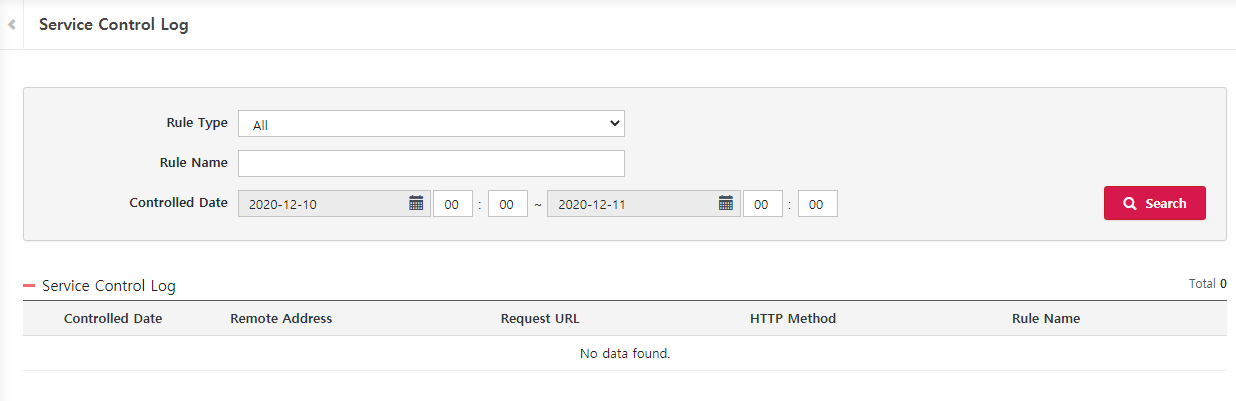 Service Control Log
Rule Type All
Rule Name
Controlled Date 2020-12-10 00 : 00 ~ 2020-12-11 00 : 00 Search
Service Control Log Total 0
Controlled Date Remote Address Request URL HTTP Method Rule Name
No data found.